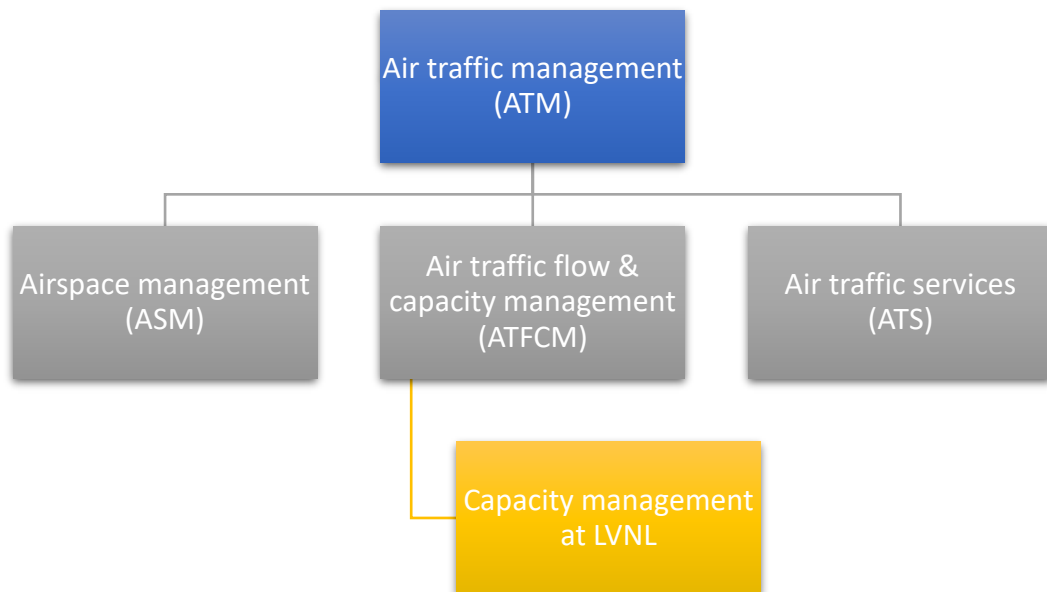 Air traffic management
(ATM)
Airspace management
(ASM)
Air traffic flow &
capacity management
(ATFCM)
Air traffic services
(ATS)
Capacity management
at LVNL